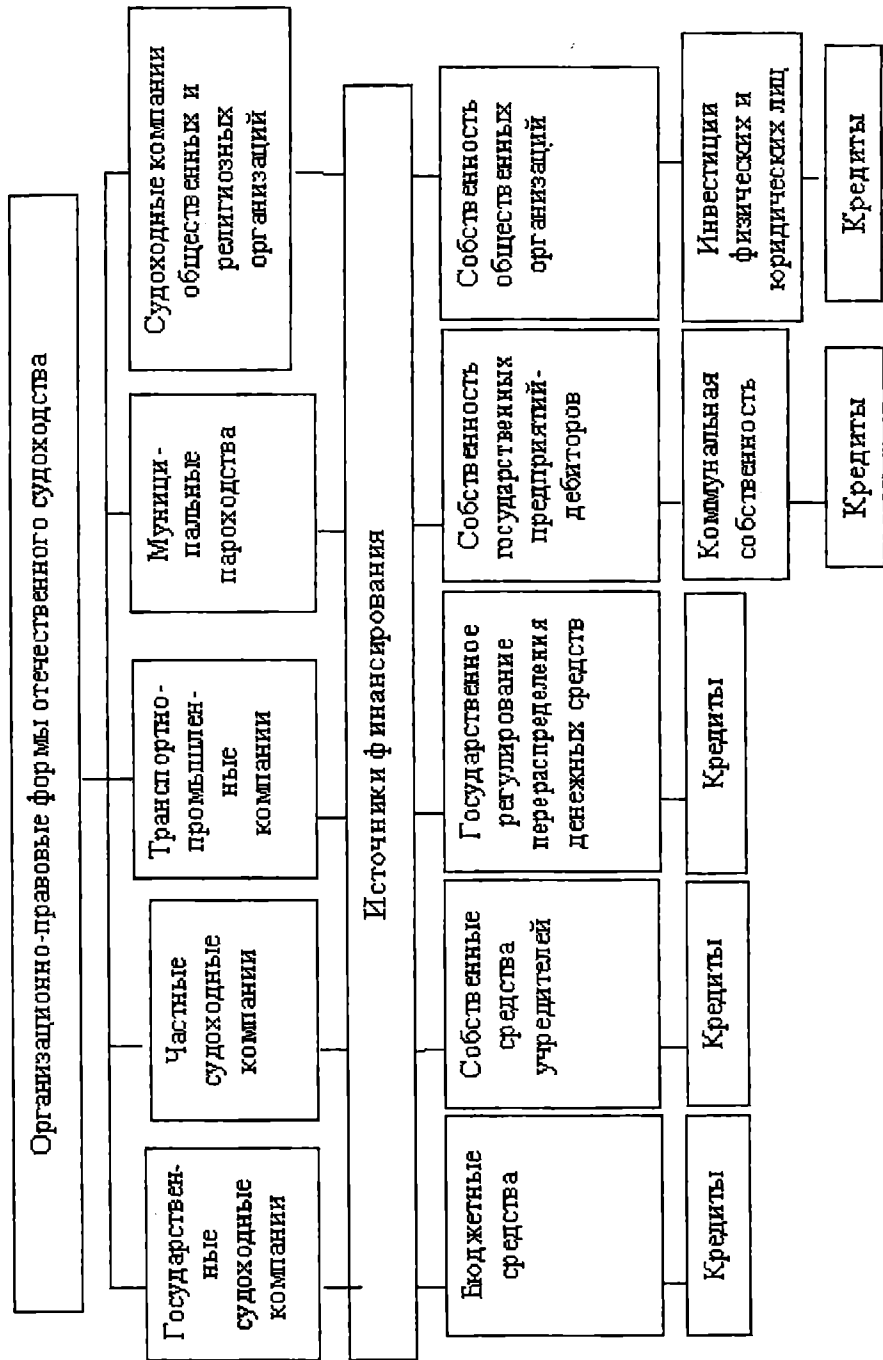 Организационно-правовые формы отечественного судоходства
Государствен-
ные
судоходные
компании
Частные
судоходные
компании
Транспортно-
промышлен-
ные
компании
Муници-
пальные
пароходства
Судоходные компании
общественных и
религиозных
организаций
Источники финансирования
Бюджетные
средства
Собственные
средства
учредителей
Государственное
регулирование
перераспределения
денежных средств
Собственность
государственных
предприятий-
дебиторов
Собственность
общественных
организаций
Кредиты
Кредиты
Кредиты
Коммунальная
собственность
Инвестиции
физических и
юридических лиц
Кредиты
Кредиты